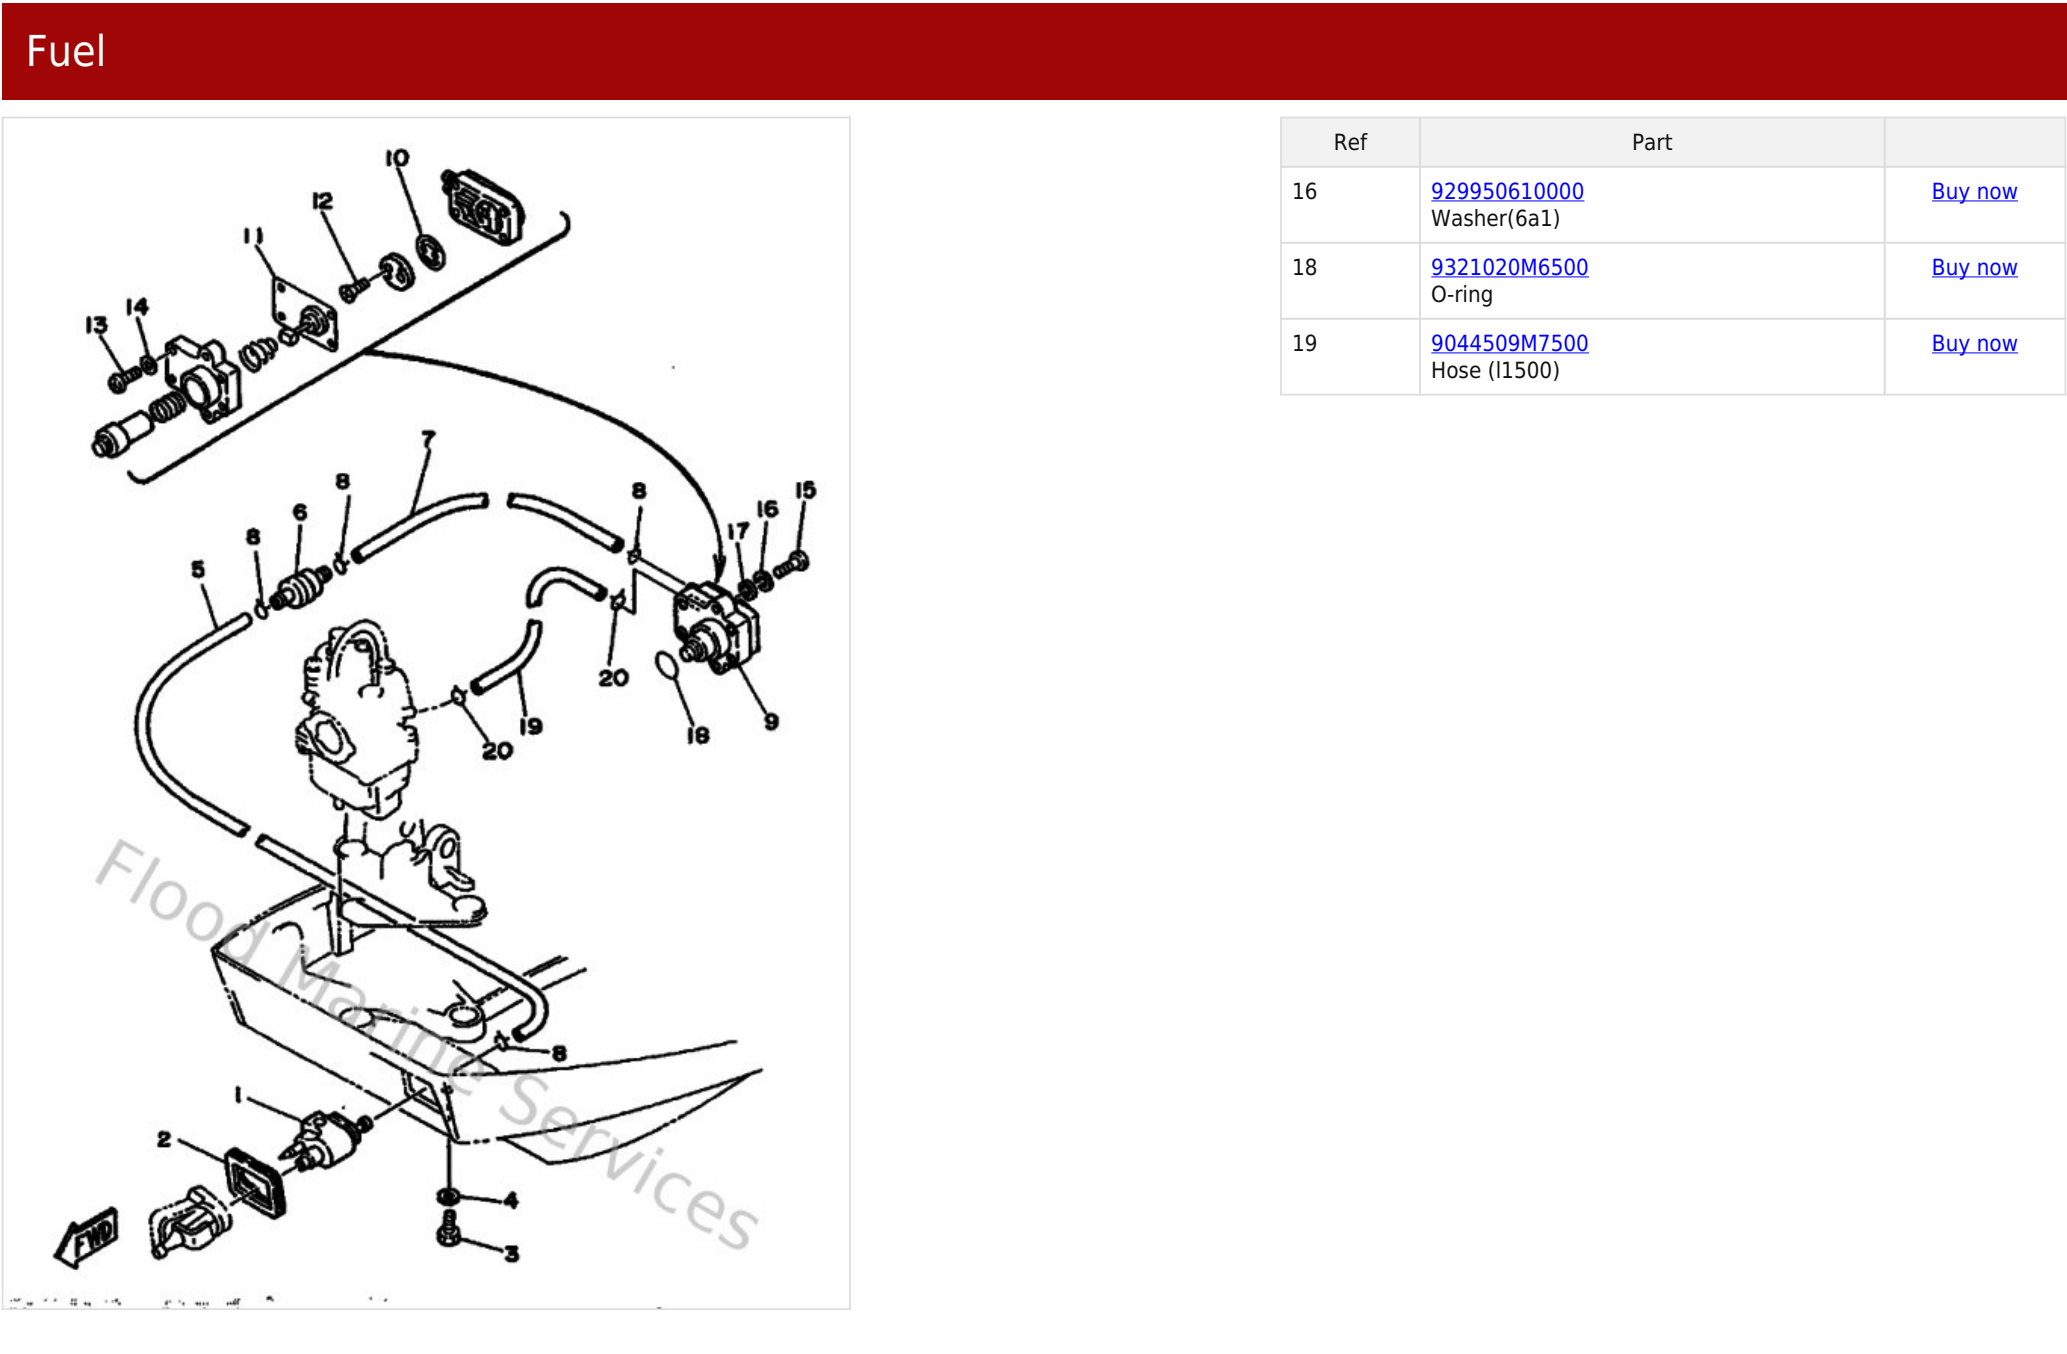 Fuel
10
12
11
14
13
7
8
8
15
6
16
8
17
5
20
9
19
18
20
8
1
2
4
3
FWD
Flood Marine Services
Ref Part
16 929950610000 Buy now
Washer(6a1)
18 9321020M6500 Buy now
O-ring
19 9044509M7500 Buy now
Hose (l1500)